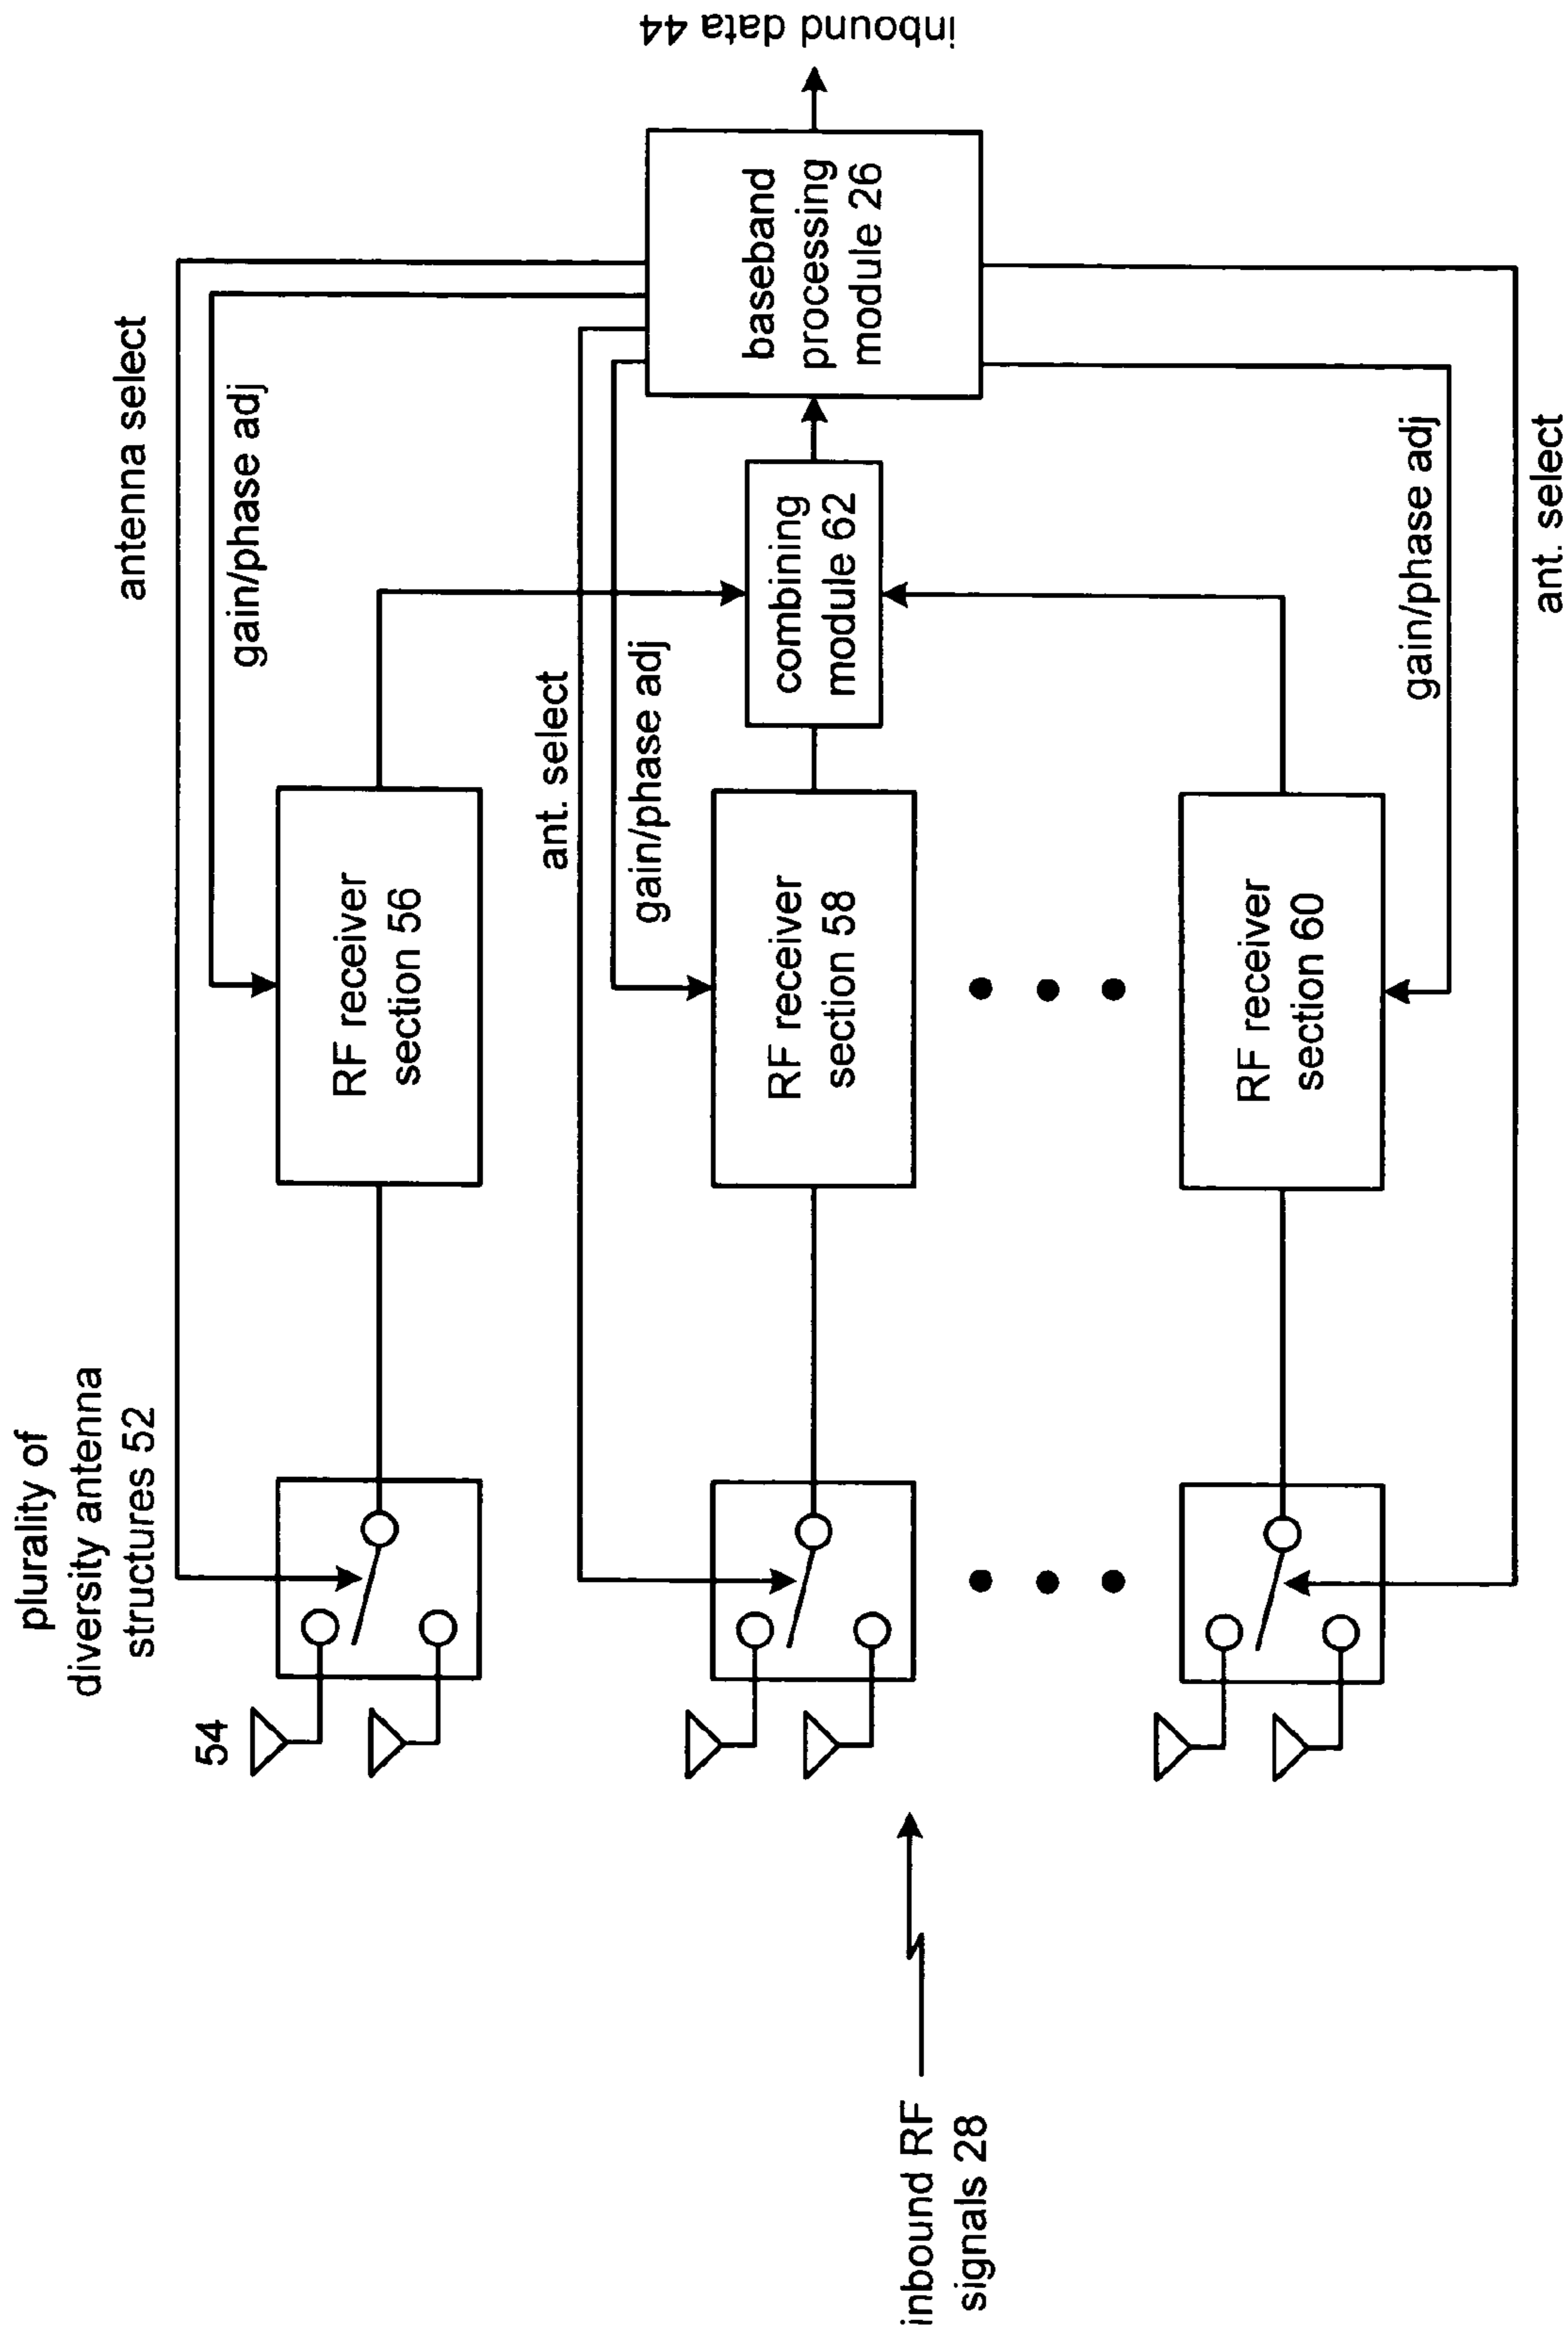 plurality of
diversity antenna
structures 52
54
antenna select
gain/phase adj
RF receiver
section 56
ant. select
gain/phase adj
RF receiver
section 58
combining
module 62
baseband
processing
module 26
inbound data 44
inbound RF
signals 28
RF receiver
section 60
gain/phase adj
ant. select